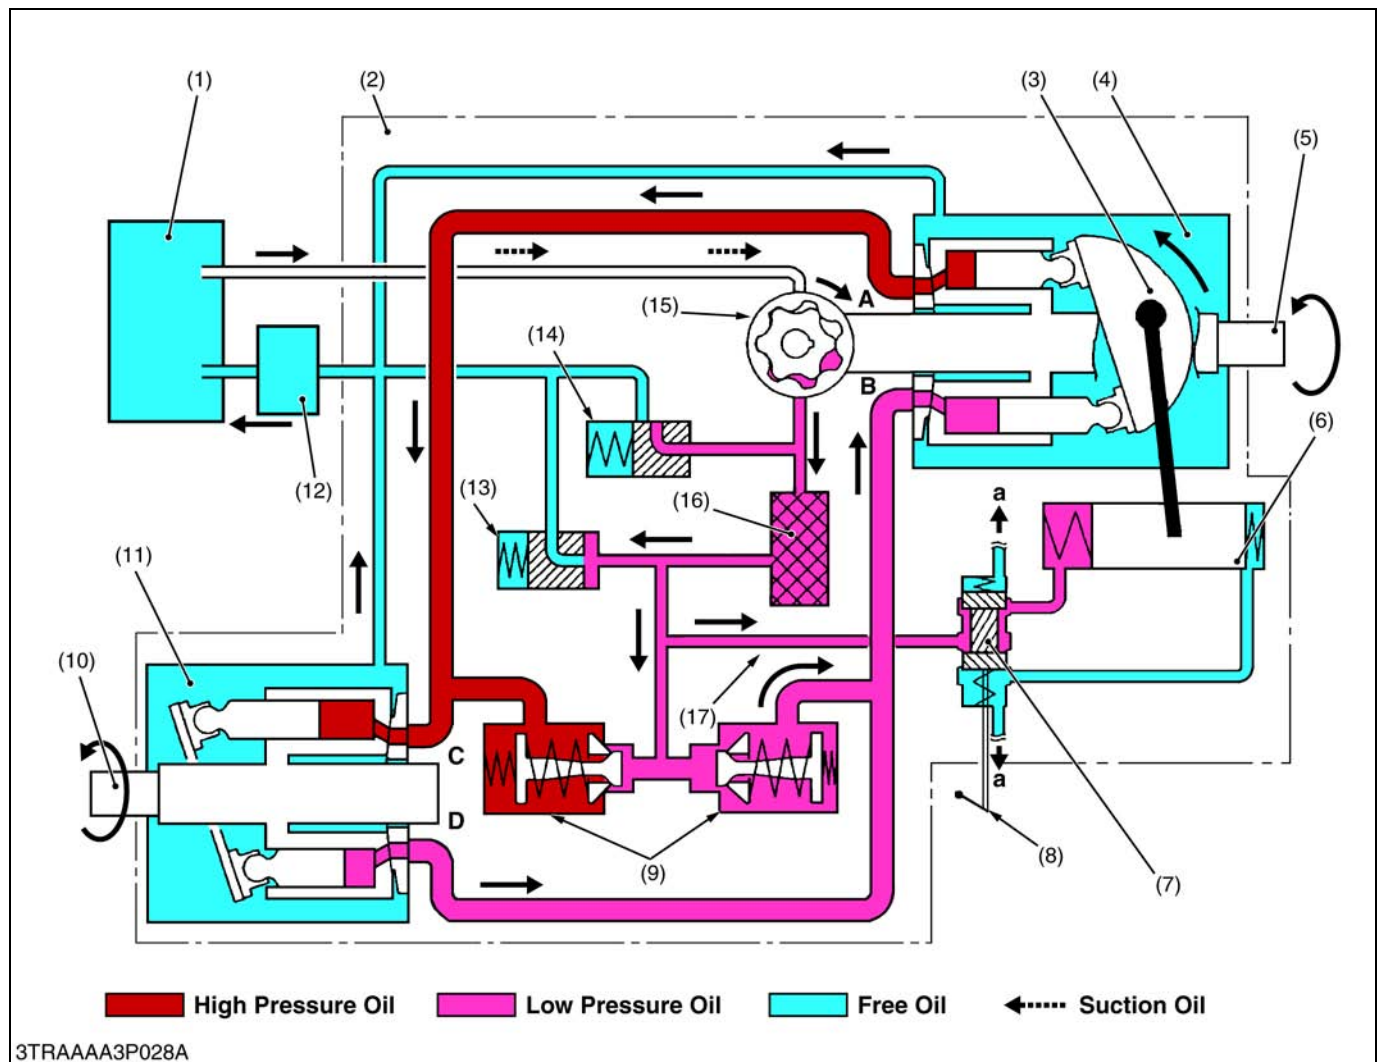 (1)
(2)
(3)
(4)
(5)
A
(15)
(14)
B
(6)
(12)
(13)
(16)
a
(11)
(10)
(17)
C
a
D
(8)
(9)
(7)
High Pressure Oil
Low Pressure Oil
Free Oil
Suction Oil
3TRAAAA3P028A